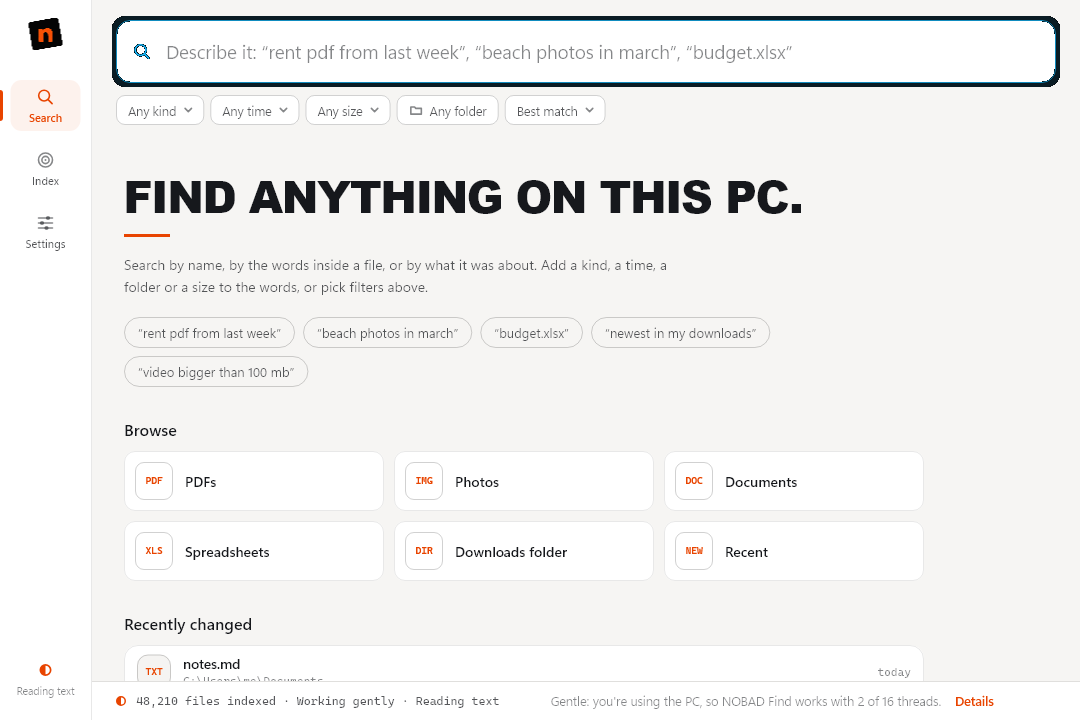 n
Describe it: “rent pdf from last week”, “beach photos in march”, “budget.xlsx”
Any kind
Any time
Any size
Any folder
Best match
Search
Index
Settings
FIND ANYTHING ON THIS PC.
Search by name, by the words inside a file, or by what it was about. Add a kind, a time, a
folder or a size to the words, or pick filters above.
“rent pdf from last week”
“beach photos in march”
“budget.xlsx”
“newest in my downloads”
“video bigger than 100 mb”
Browse
PDF PDFs
IMG Photos
DOC Documents
XLS Spreadsheets
DIR Downloads folder
NEW Recent
Recently changed
TXT
notes.md
C:\Users\me\Documents
today
Reading text
48,210 files indexed · Working gently · Reading text
Gentle: you're using the PC, so NOBAD Find works with 2 of 16 threads.
Details